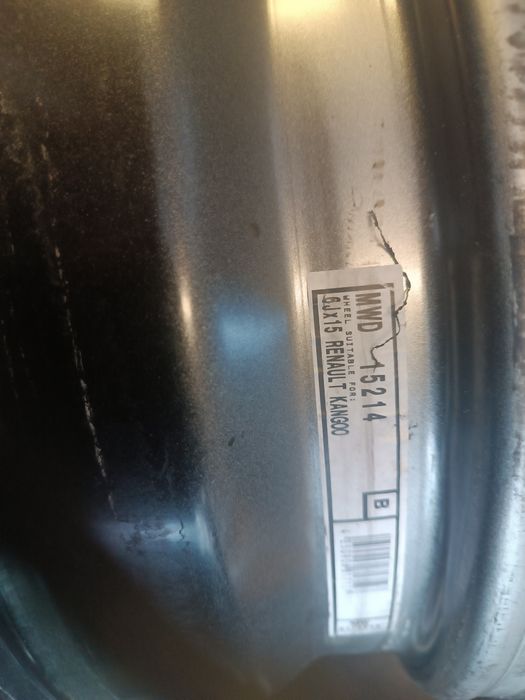 MWD 15214
WHEEL SUITABLE FOR:
6Jx15 RENAULT KANGOO
B